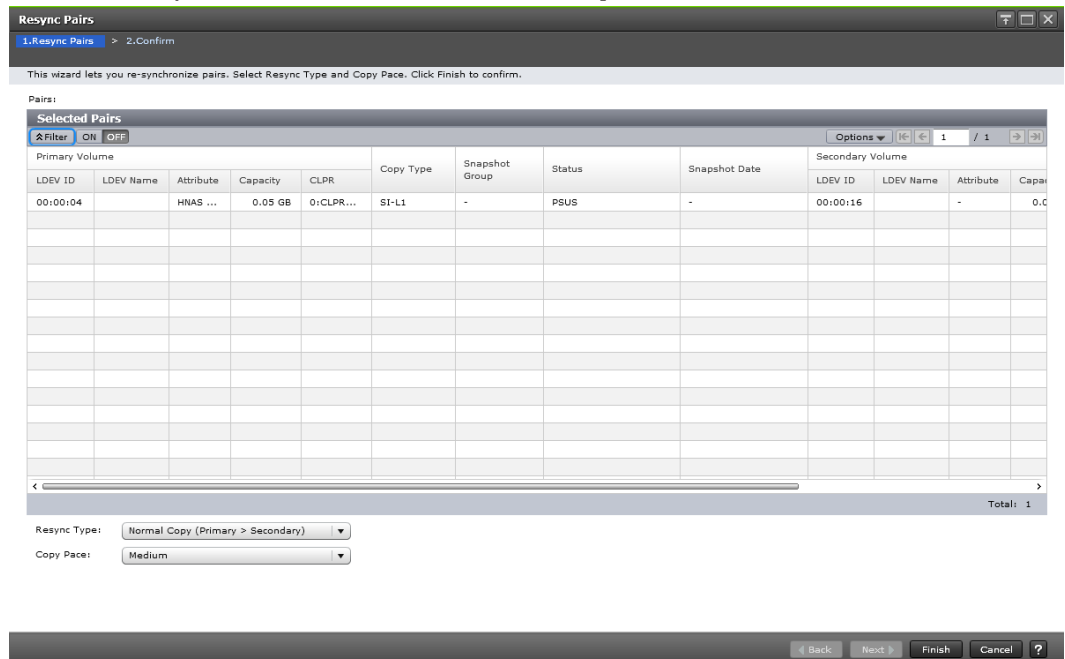 Resync Pairs
1.Resync Pairs > 2.Confirm
This wizard lets you re-synchronize pairs. Select Resync Type and Copy Pace. Click Finish to confirm.
Pairs:
Selected Pairs
Filter ON OFF Options 1 / 1
Primary Volume Copy Type Snapshot Group Status Snapshot Date Secondary Volume
LDEV ID LDEV Name Attribute Capacity CLPR LDEV ID LDEV Name Attribute Capa
00:00:04 HNAS ... 0.05 GB 0:CLPR... SI-L1 - PSUS - 00:00:16 - 0.0
Total: 1
Resync Type: Normal Copy (Primary > Secondary)
Copy Pace: Medium
Back Next Finish Cancel ?